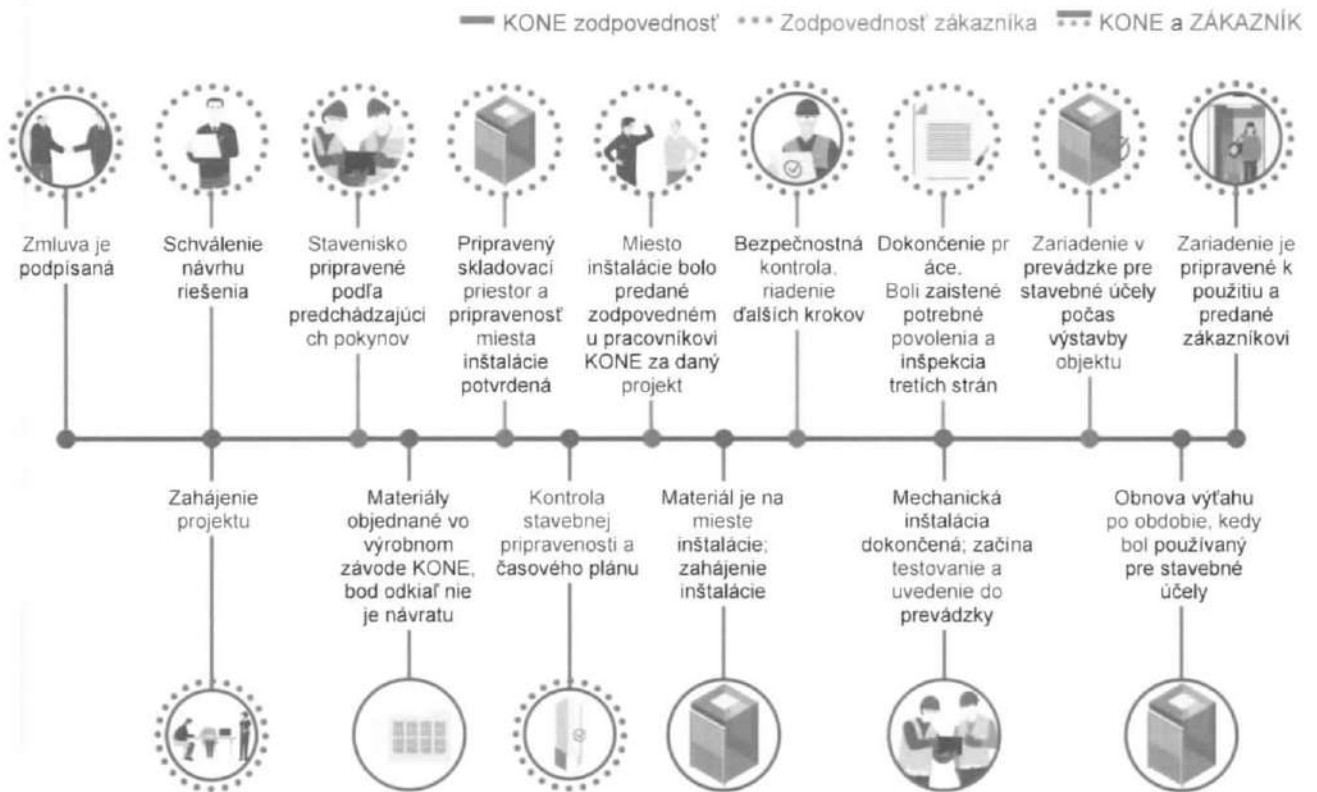 KONE zodpovednosť
Zodpovednosť zákazníka
KONE a ZÁKAZNÍK
Zmluva je
podpísaná
Schválenie
návrhu
riešenia
Stavenisko
pripravené
podľa
predchádzajúci
ch pokynov
Pripravený
skladovací
priestor a
pripravenosť
miesta
inštalácie
potvrdená
Miesto
inštalácie bolo
predané
zodpovedném
u pracovníkovi
KONE za daný
projekt
Bezpečnostná
kontrola,
riadenie
ďalších krokov
Dokončenie pr
áce.
Boli zaistené
potrebné
povolenia a
inšpekcia
tretích strán
Zariadenie v
prevádzke pre
stavebné účely
počas
výstavby
objektu
Zariadenie je
pripravené k
použitiu a
predané
zákazníkovi
Zahájenie
projektu
Materiály
objednané vo
výrobnom
závode KONE,
bod odkiaľ nie
je návratu
Kontrola
stavebnej
pripravenosti a
časového plánu
Materiál je na
mieste
inštalácie;
zahájenie
inštalácie
Mechanická
inštalácia
dokončená; začína
testovanie a
uvedenie do
prevádzky
Obnova výťahu
po obdobie, kedy
bol používaný
pre stavebné
účely